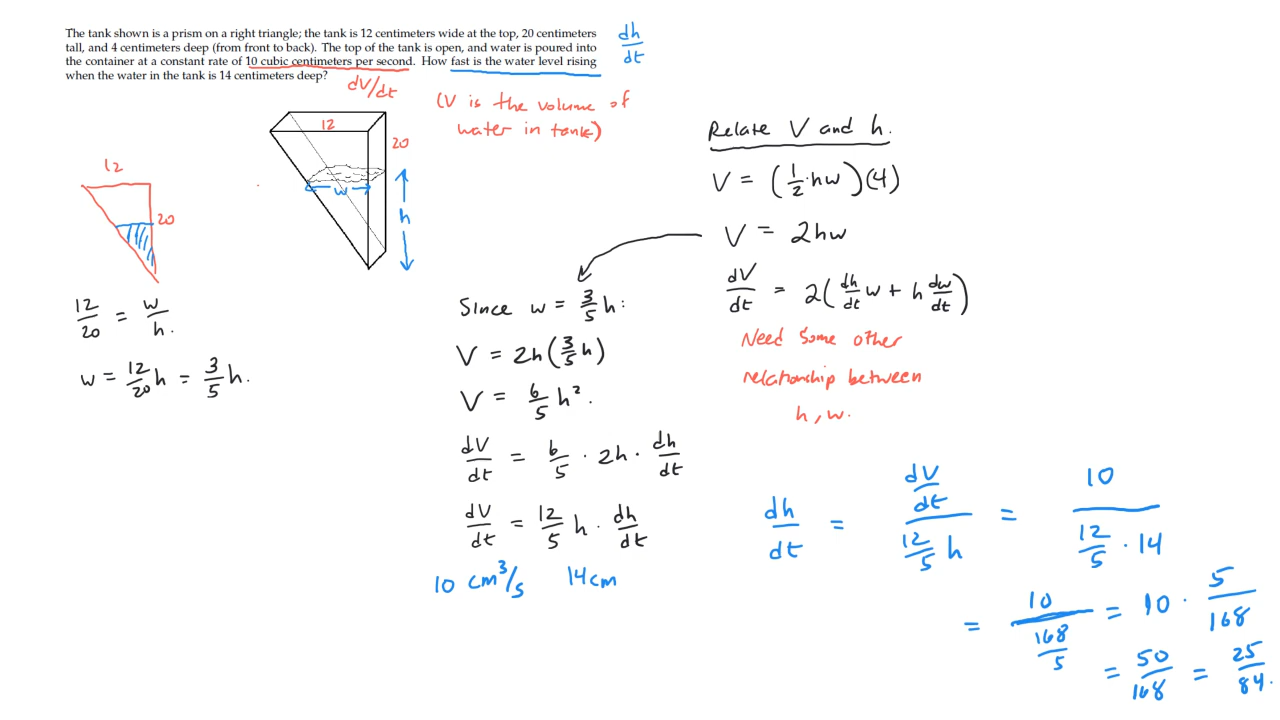 The tank shown is a prism on a right triangle; the tank is 12 centimeters wide at the top, 20 centimeters
tall, and 4 centimeters deep (from front to back). The top of the tank is open, and water is poured into
the container at a constant rate of 10 cubic centimeters per second. How fast is the water level rising
when the water in the tank is 14 centimeters deep?
dh/dt
dV/dt
(V is the volume of
water in tank)
12
20
w
h
12
20
12/20 = w/h.
w = 12/20 h = 3/5 h.
Relate V and h.
V = (1/2 · hw)(4)
V = 2hw
dV/dt = 2(dh/dt w + h dw/dt)
Need some other
relationship between
h, w.
Since w = 3/5 h:
V = 2h(3/5 h)
V = 6/5 h².
dV/dt = 6/5 · 2h · dh/dt
dV/dt = 12/5 h · dh/dt
10 cm³/s 14cm
dh/dt = (dV/dt)/(12/5 h) = 10/(12/5 · 14)
= 10/(168/5) = 10 · 5/168
= 50/168 = 25/84.